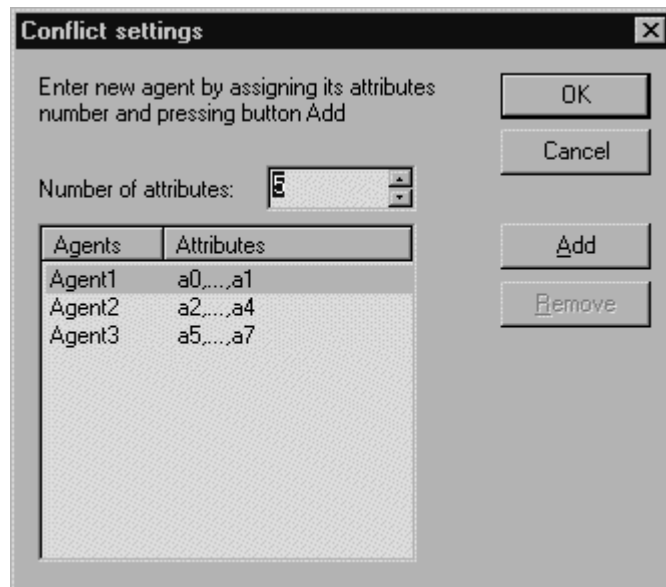 Conflict settings
Enter new agent by assigning its attributes
number and pressing button Add
OK
Cancel
Number of attributes:
Agents Attributes
Add
Agent1 a0,...,a1
Remove
Agent2 a2,...,a4
Agent3 a5,...,a7